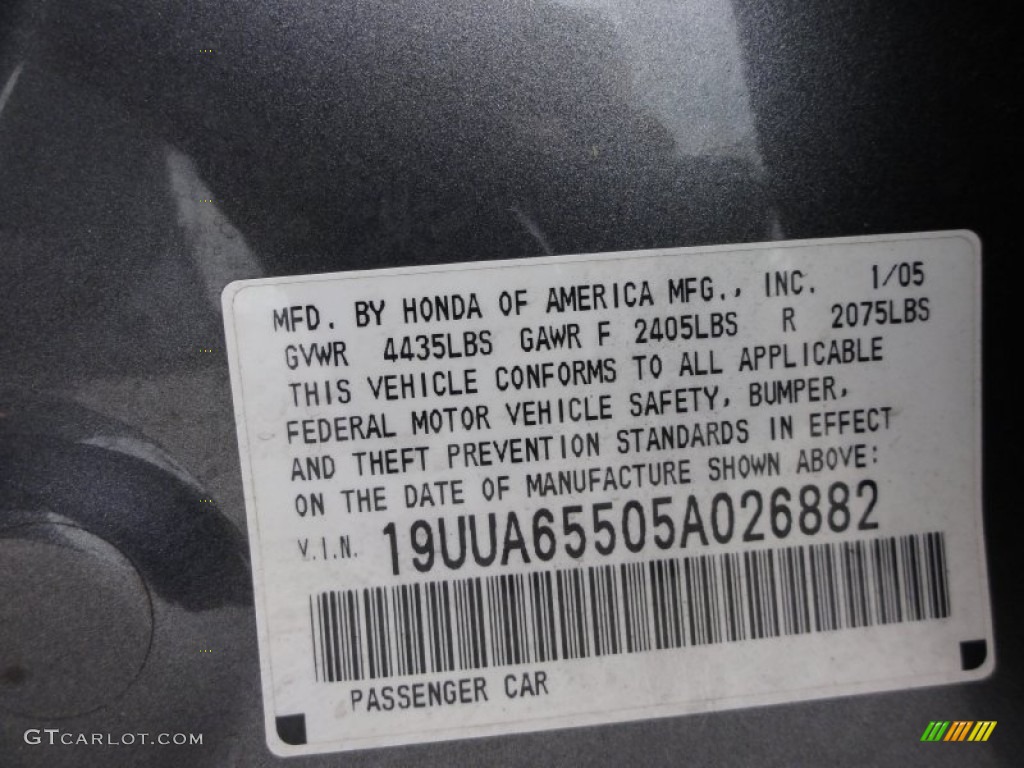 MFD. BY HONDA OF AMERICA MFG., INC. 1/05
GVWR 4435LBS GAWR F 2405LBS R 2075LBS
THIS VEHICLE CONFORMS TO ALL APPLICABLE
FEDERAL MOTOR VEHICLE SAFETY, BUMPER,
AND THEFT PREVENTION STANDARDS IN EFFECT
ON THE DATE OF MANUFACTURE SHOWN ABOVE:
V.I.N. 19UUA65505A026882
PASSENGER CAR
GTCARLOT.COM